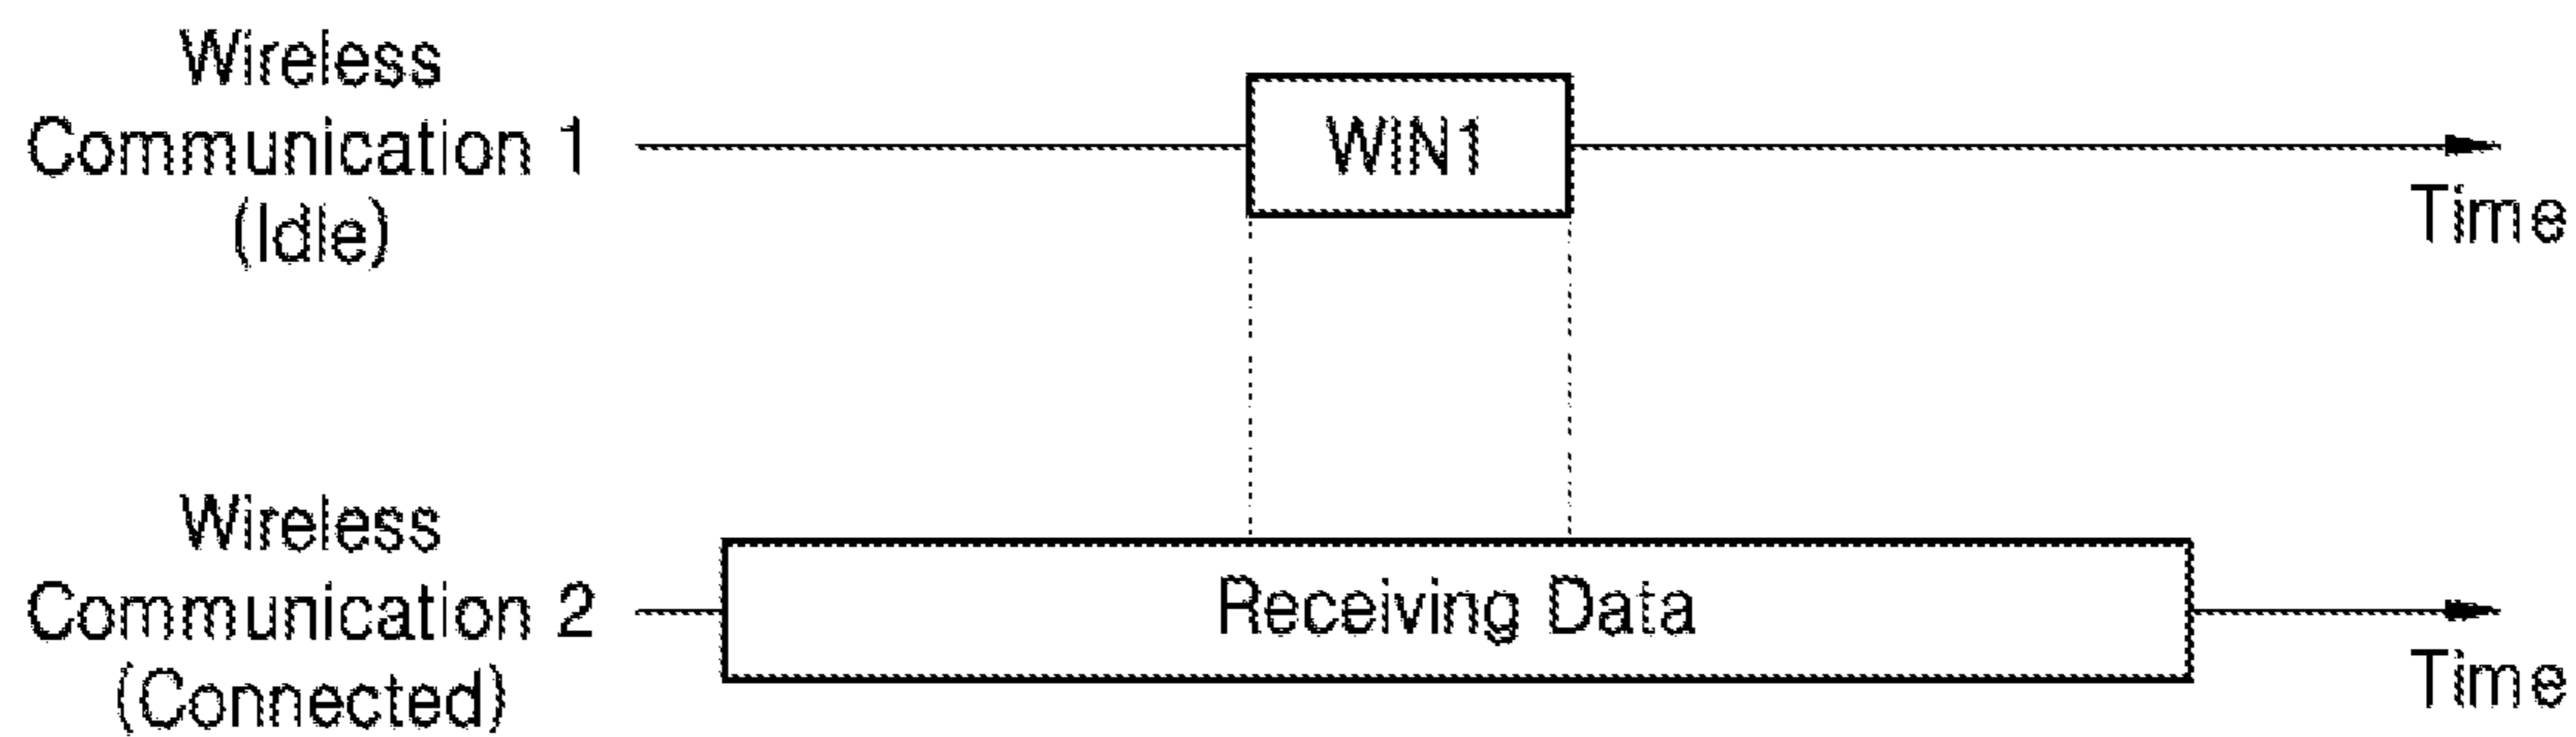 Wireless
Communication 1
(Idle)
WIN1
Time
Wireless
Communication 2
(Connected)
Receiving Data
Time